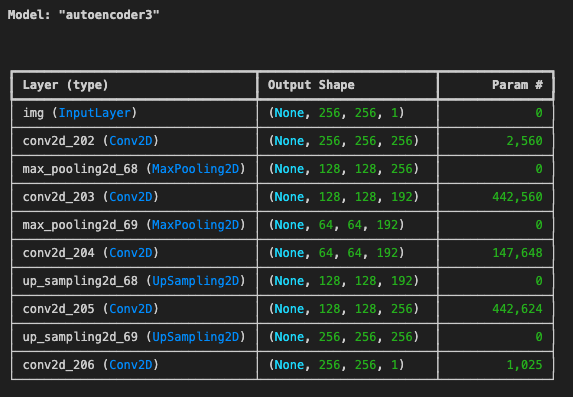 Model: "autoencoder3"
Layer (type) Output Shape Param #
img (InputLayer) (None, 256, 256, 1) 0
conv2d_202 (Conv2D) (None, 256, 256, 256) 2,560
max_pooling2d_68 (MaxPooling2D) (None, 128, 128, 256) 0
conv2d_203 (Conv2D) (None, 128, 128, 192) 442,560
max_pooling2d_69 (MaxPooling2D) (None, 64, 64, 192) 0
conv2d_204 (Conv2D) (None, 64, 64, 192) 147,648
up_sampling2d_68 (UpSampling2D) (None, 128, 128, 192) 0
conv2d_205 (Conv2D) (None, 128, 128, 256) 442,624
up_sampling2d_69 (UpSampling2D) (None, 256, 256, 256) 0
conv2d_206 (Conv2D) (None, 256, 256, 1) 1,025